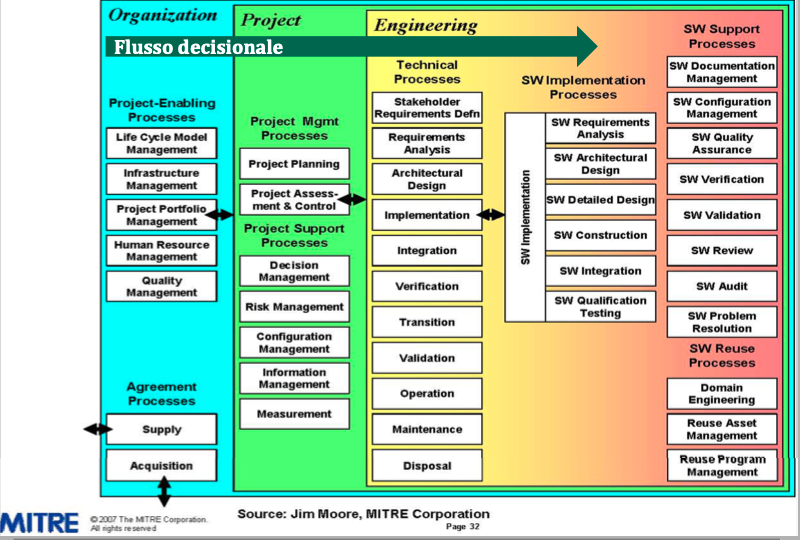 Organization
Project
Engineering
Flusso decisionale
Project-Enabling
Processes
Life Cycle Model
Management
Infrastructure
Management
Project Portfolio
Management
Human Resource
Management
Quality
Management
Agreement
Processes
Supply
Acquisition
Project Mgmt
Processes
Project Planning
Project Assess-
ment & Control
Project Support
Processes
Decision
Management
Risk Management
Configuration
Management
Information
Management
Measurement
Technical
Processes
Stakeholder
Requirements Defn
Requirements
Analysis
Architectural
Design
Implementation
Integration
Verification
Transition
Validation
Operation
Maintenance
Disposal
SW Implementation
Processes
SW Implementation
SW Requirements
Analysis
SW Architectural
Design
SW Detailed Design
SW Construction
SW Integration
SW Qualification
Testing
SW Support
Processes
SW Documentation
Management
SW Configuration
Management
SW Quality
Assurance
SW Verification
SW Validation
SW Review
SW Audit
SW Problem
Resolution
SW Reuse
Processes
Domain
Engineering
Reuse Asset
Management
Reuse Program
Management
MITRE
© 2007 The MITRE Corporation.
All rights reserved
Source: Jim Moore, MITRE Corporation
Page 32